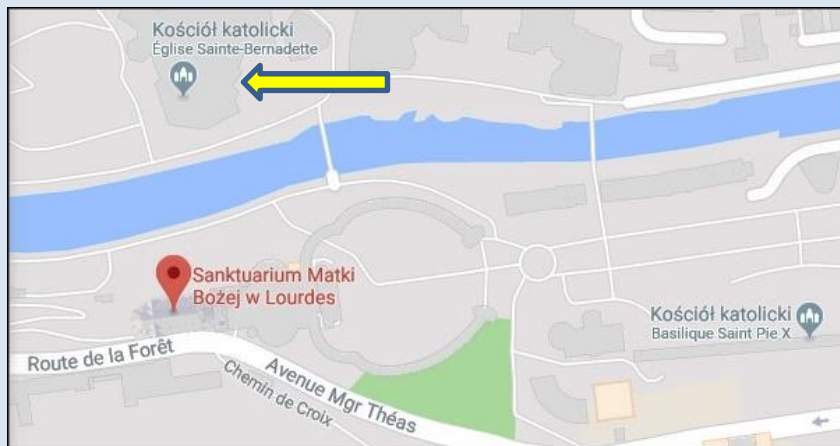 Kościół katolicki
Église Sainte-Bernadette
Sanktuarium Matki
Bożej w Lourdes
Kościół katolicki
Basilique Saint Pie X
Route de la Forêt
Avenue Mgr Théas
Chemin de Croix